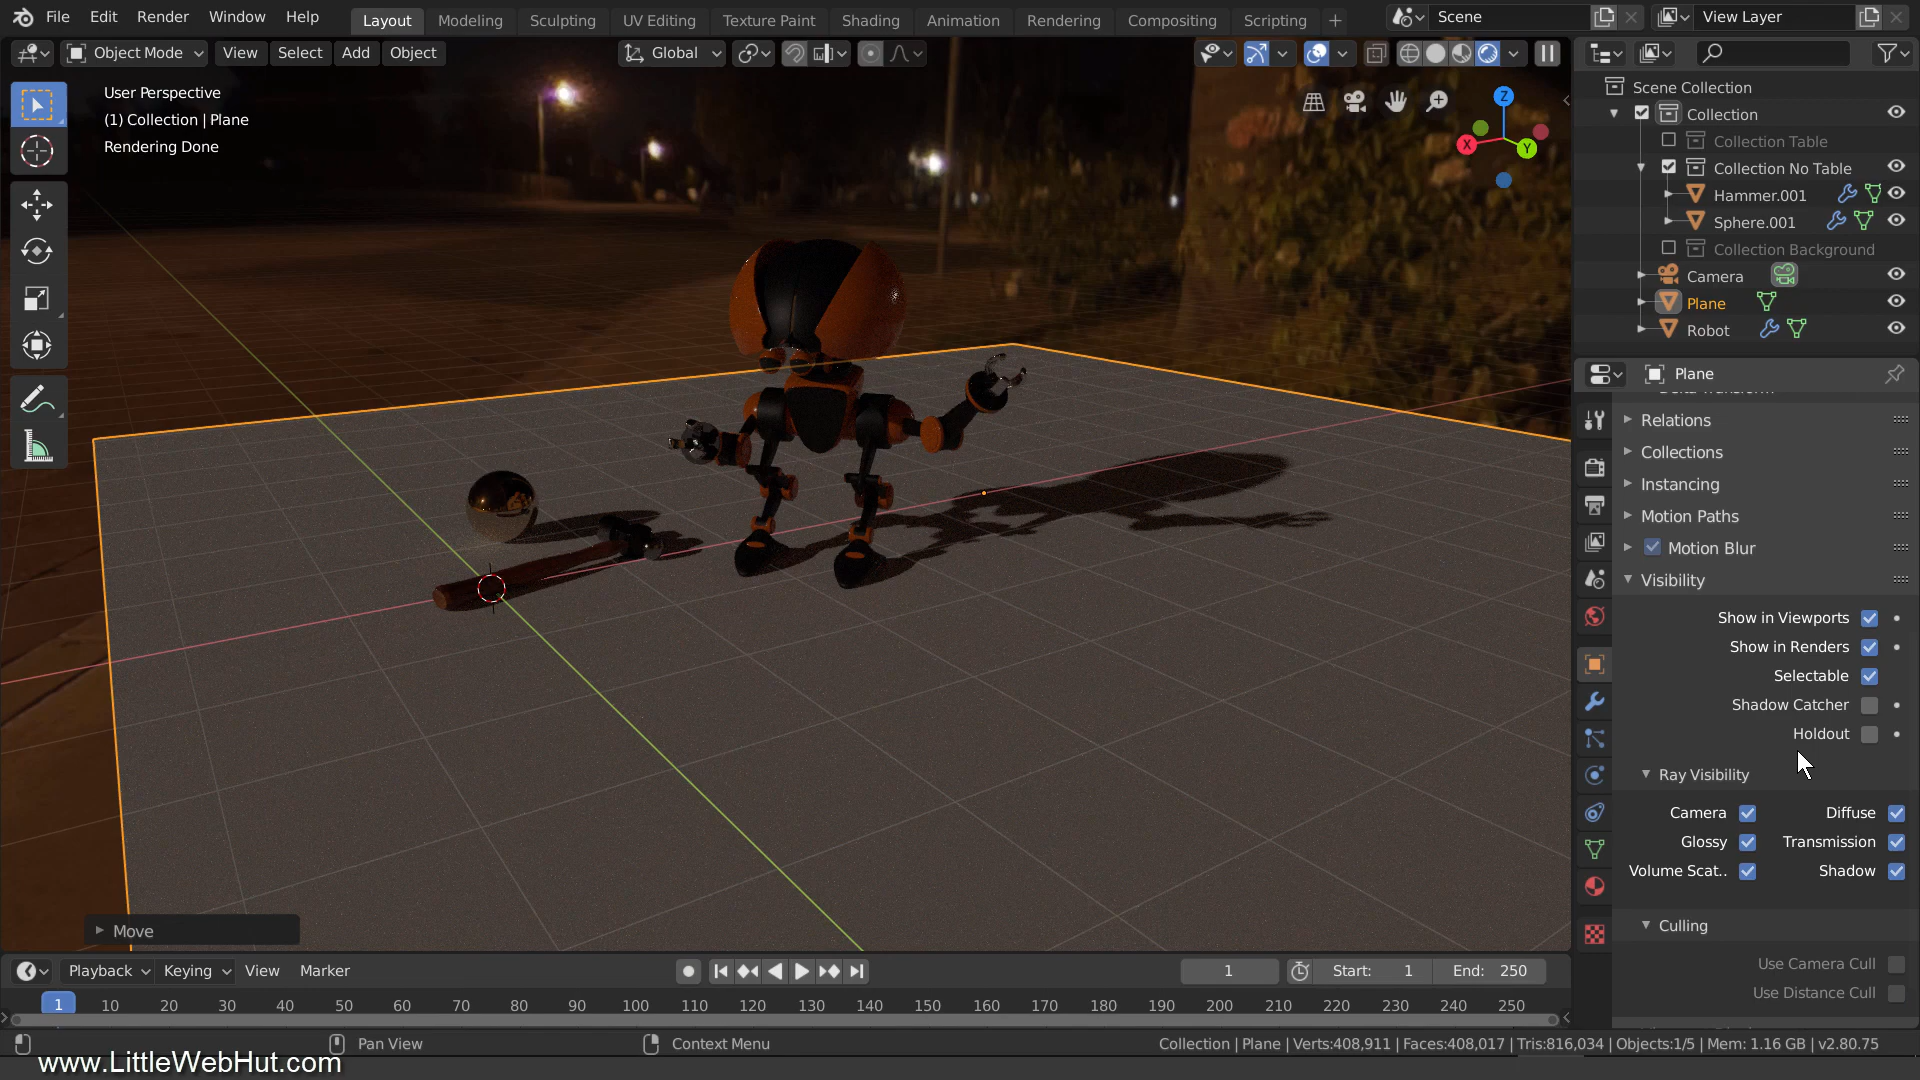 File Edit Render Window Help Layout Modeling Sculpting UV Editing Texture Paint Shading Animation Rendering Compositing Scripting + Scene View Layer
Object Mode View Select Add Object Global
User Perspective
(1) Collection | Plane
Rendering Done
Z
X
Y
Scene Collection
Collection
Collection Table
Collection No Table
Hammer.001
Sphere.001
Collection Background
Camera
Plane
Robot
Plane
Relations
Collections
Instancing
Motion Paths
Motion Blur
Visibility
Show in Viewports
Show in Renders
Selectable
Shadow Catcher
Holdout
Ray Visibility
Camera Diffuse
Glossy Transmission
Volume Scat.. Shadow
Culling
Use Camera Cull
Use Distance Cull
Move
Playback Keying View Marker 1 Start: 1 End: 250
1 10 20 30 40 50 60 70 80 90 100 110 120 130 140 150 160 170 180 190 200 210 220 230 240 250
Pan View Context Menu Collection | Plane | Verts:408,911 | Faces:408,017 | Tris:816,034 | Objects:1/5 | Mem: 1.16 GB | v2.80.75
www.LittleWebHut.com